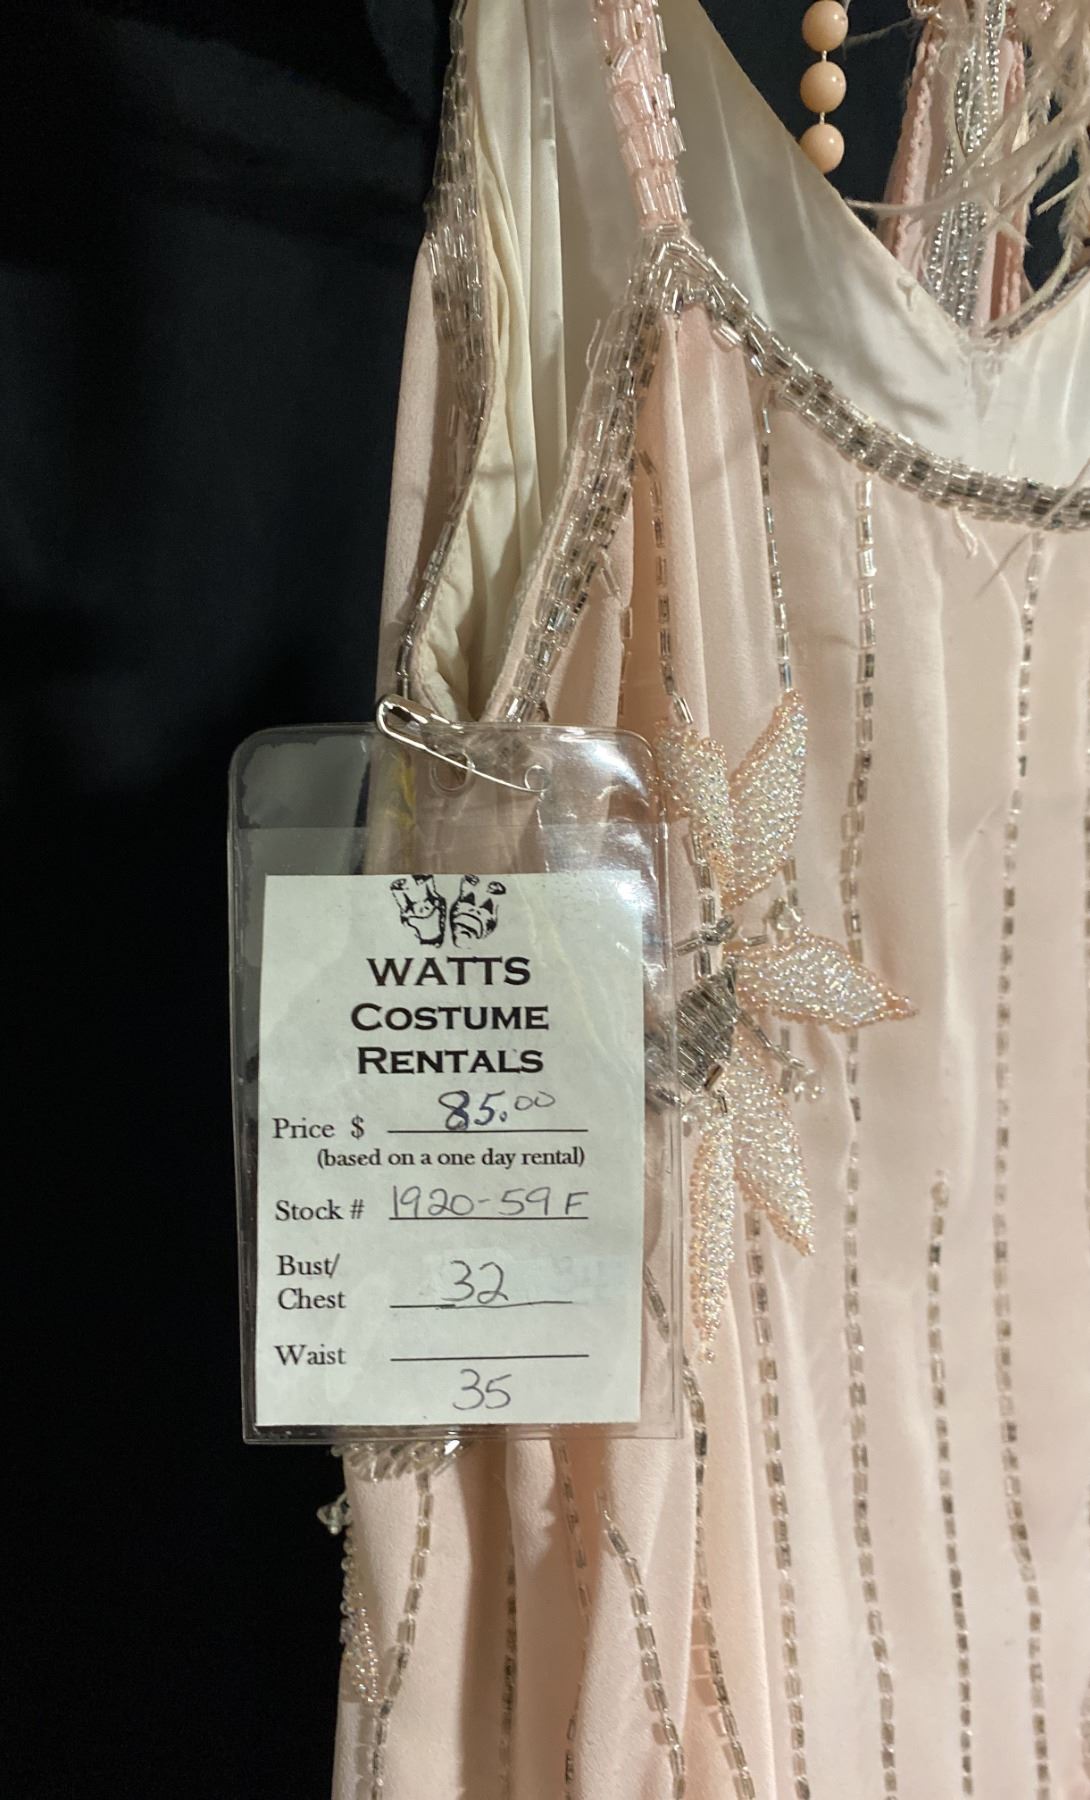 WATTS
COSTUME
RENTALS
Price $ 85.00
(based on a one day rental)
Stock # 1920-59 F
Bust/
Chest 32
Waist
35